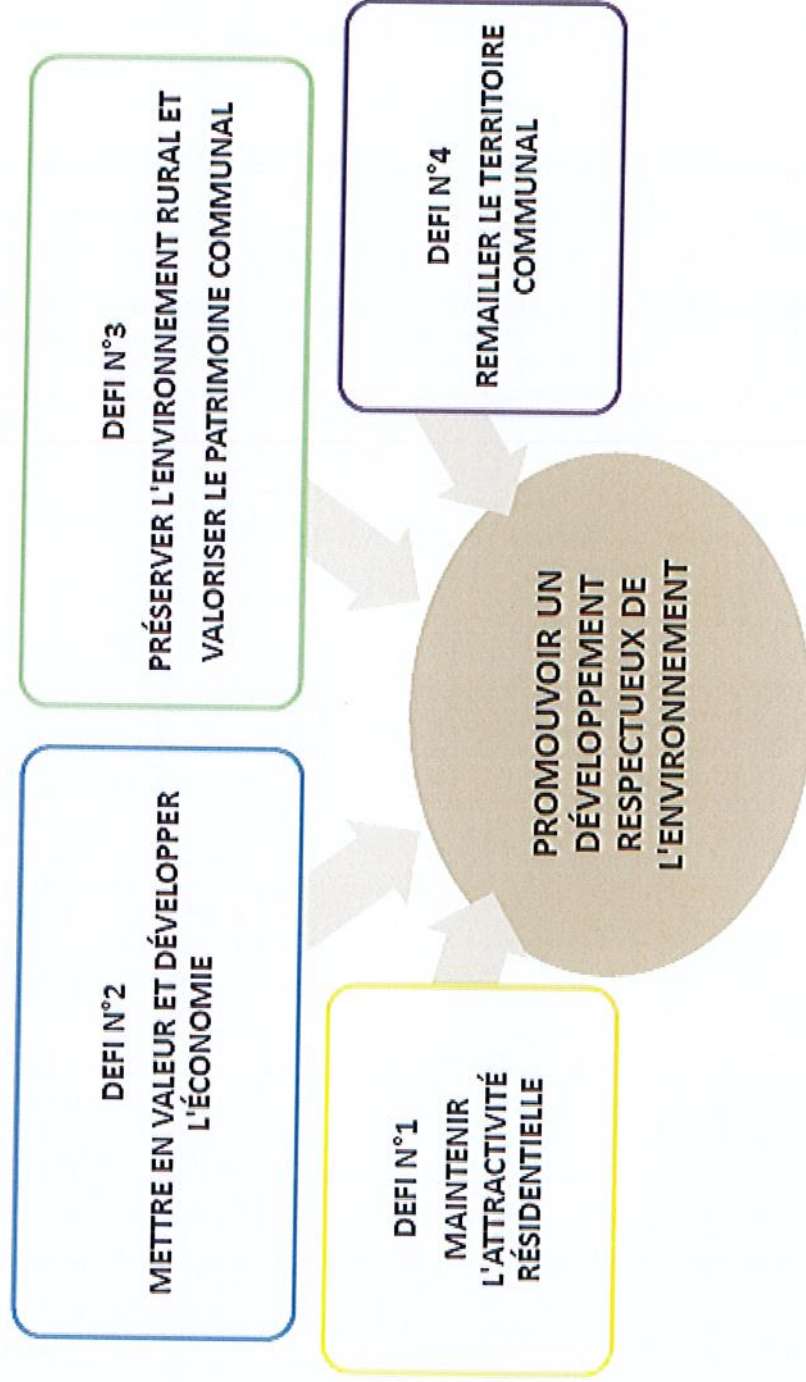 DEFI N°1
MAINTENIR
L'ATTRACTIVITÉ
RÉSIDENTIELLE
DEFI N°2
METTRE EN VALEUR ET DÉVELOPPER
L'ÉCONOMIE
DEFI N°3
PRÉSERVER L'ENVIRONNEMENT RURAL ET
VALORISER LE PATRIMOINE COMMUNAL
DEFI N°4
REMAILLER LE TERRITOIRE
COMMUNAL
PROMOUVOIR UN
DÉVELOPPEMENT
RESPECTUEUX DE
L'ENVIRONNEMENT